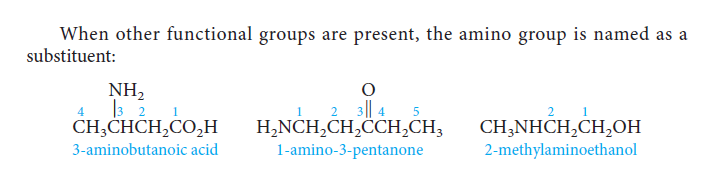 When other functional groups are present, the amino group is named as a
substituent:
NH₂ O
4 3 2 1 1 2 3 4 5 2 1
CH₃CHCH₂CO₂H H₂NCH₂CH₂CCH₂CH₃ CH₃NHCH₂CH₂OH
3-aminobutanoic acid 1-amino-3-pentanone 2-methylaminoethanol